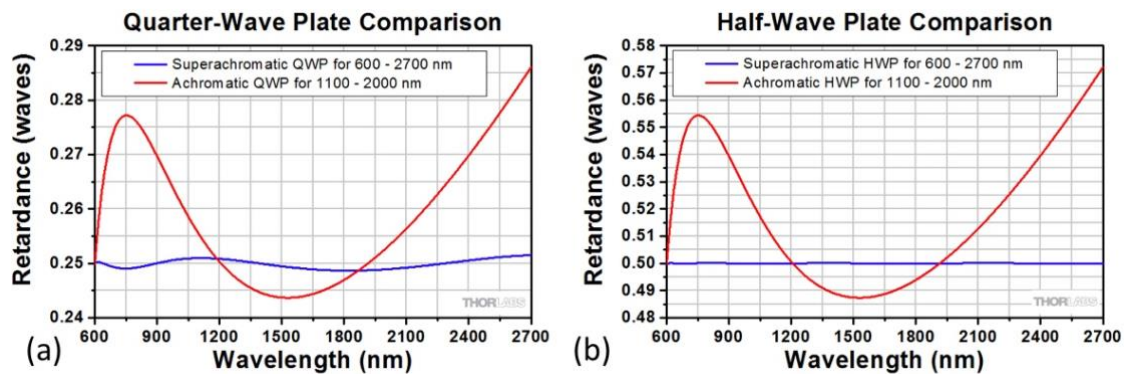 Quarter-Wave Plate Comparison
Retardance (waves)
0.29
0.28
0.27
0.26
0.25
0.24
Superachromatic QWP for 600 - 2700 nm
Achromatic QWP for 1100 - 2000 nm
THORLABS
600 900 1200 1500 1800 2100 2400 2700
(a) Wavelength (nm)
Half-Wave Plate Comparison
Retardance (waves)
0.58
0.57
0.56
0.55
0.54
0.53
0.52
0.51
0.50
0.49
0.48
Superachromatic HWP for 600 - 2700 nm
Achromatic HWP for 1100 - 2000 nm
THORLABS
600 900 1200 1500 1800 2100 2400 2700
(b) Wavelength (nm)